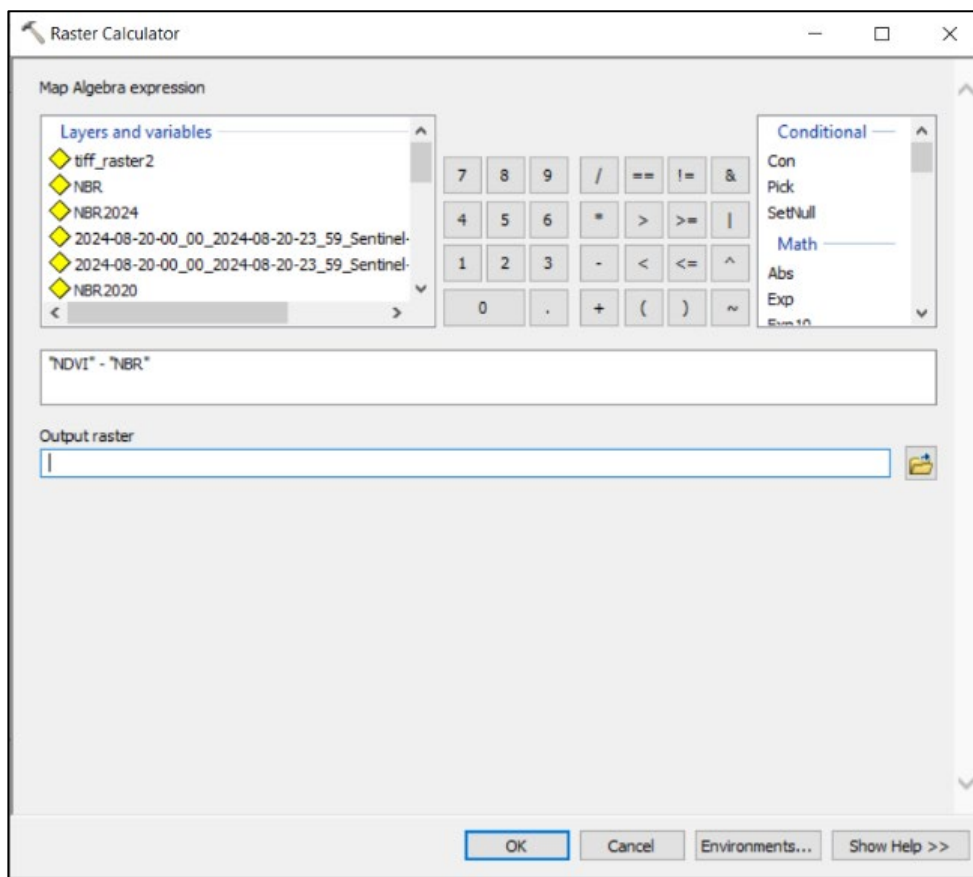 Raster Calculator
Map Algebra expression
Layers and variables
tiff_raster2
NBR
NBR2024
2024-08-20-00_00_2024-08-20-23_59_Sentinel-
2024-08-20-00_00_2024-08-20-23_59_Sentinel-
NBR2020
7 8 9 / == != &
4 5 6 * > >= |
1 2 3 - < <= ^
0 . + ( ) ~
Conditional
Con
Pick
SetNull
Math
Abs
Exp
Exp10
"NDVI" - "NBR"
Output raster
OK Cancel Environments... Show Help >>